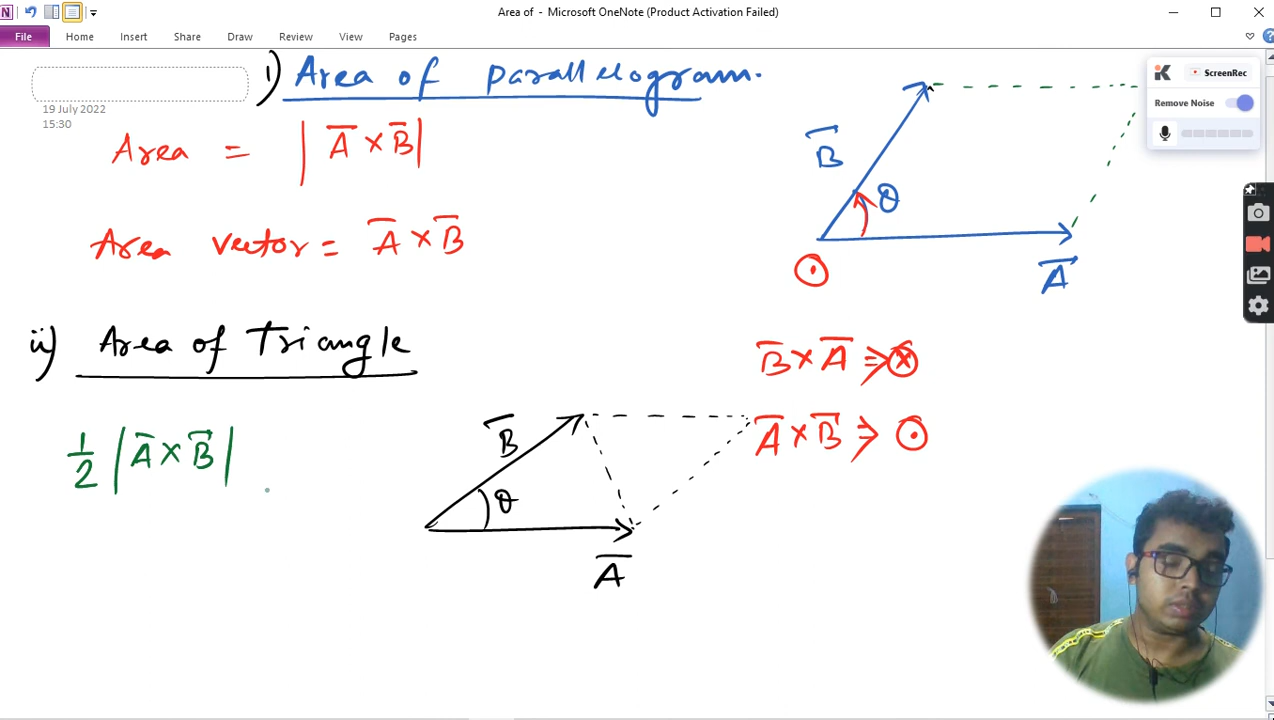 Area of - Microsoft OneNote (Product Activation Failed)
File Home Insert Share Draw Review View Pages
i) Area of parallelogram.
19 July 2022
15:30
Area = | A̅ × B̅ |
Area vector = A̅ × B̅
B̅
θ
A̅
ScreenRec
Remove Noise
ii) Area of Triangle
B̅ × A̅ ⇒ ⊗
A̅ × B̅ ⇒ ⊙
1/2 | A̅ × B̅ |
B̅
θ
A̅